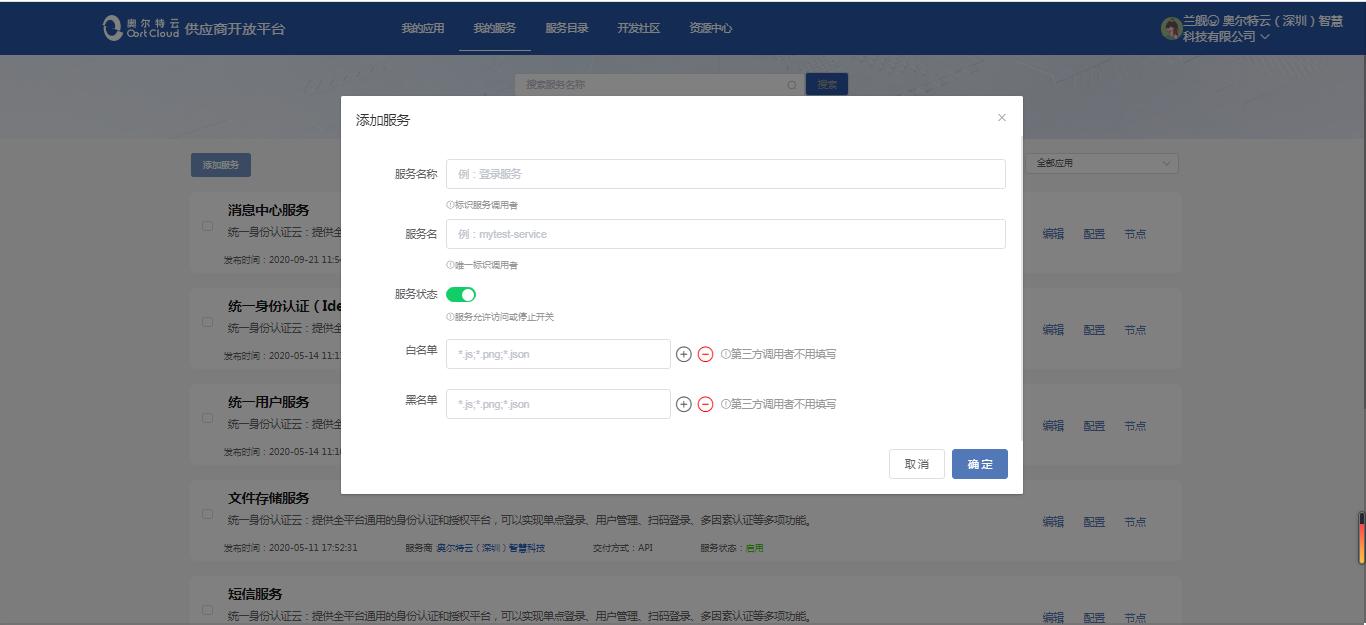 奥尔特云
OortCloud
供应商开放平台
我的应用 我的服务 服务目录 开发社区 资源中心
兰舰 奥尔特云（深圳）智慧
科技有限公司
搜索服务名称 搜索
添加服务
全部应用
添加服务 ×
服务名称 例：登录服务
标识服务调用者
服务名 例：mytest-service
唯一标识调用者
服务状态
服务允许访问或停止开关
白名单 *.js;*.png;*.json 第三方调用者不用填写
黑名单 *.js;*.png;*.json 第三方调用者不用填写
取消 确定
消息中心服务
统一身份认证云：提供全
发布时间：2020-09-21 11:54
编辑 配置 节点
统一身份认证（Ide
统一身份认证云：提供全
发布时间：2020-05-14 11:1
编辑 配置 节点
统一用户服务
统一身份认证云：提供全
发布时间：2020-05-14 11:1
编辑 配置 节点
文件存储服务
统一身份认证云：提供全平台通用的身份认证和授权平台，可以实现单点登录、用户管理、扫码登录、多因素认证等多项功能。
发布时间：2020-05-11 17:52:31 服务商 奥尔特云（深圳）智慧科技 交付方式：API 服务状态：启用
编辑 配置 节点
短信服务
统一身份认证云：提供全平台通用的身份认证和授权平台，可以实现单点登录、用户管理、扫码登录、多因素认证等多项功能。
编辑 配置 节点